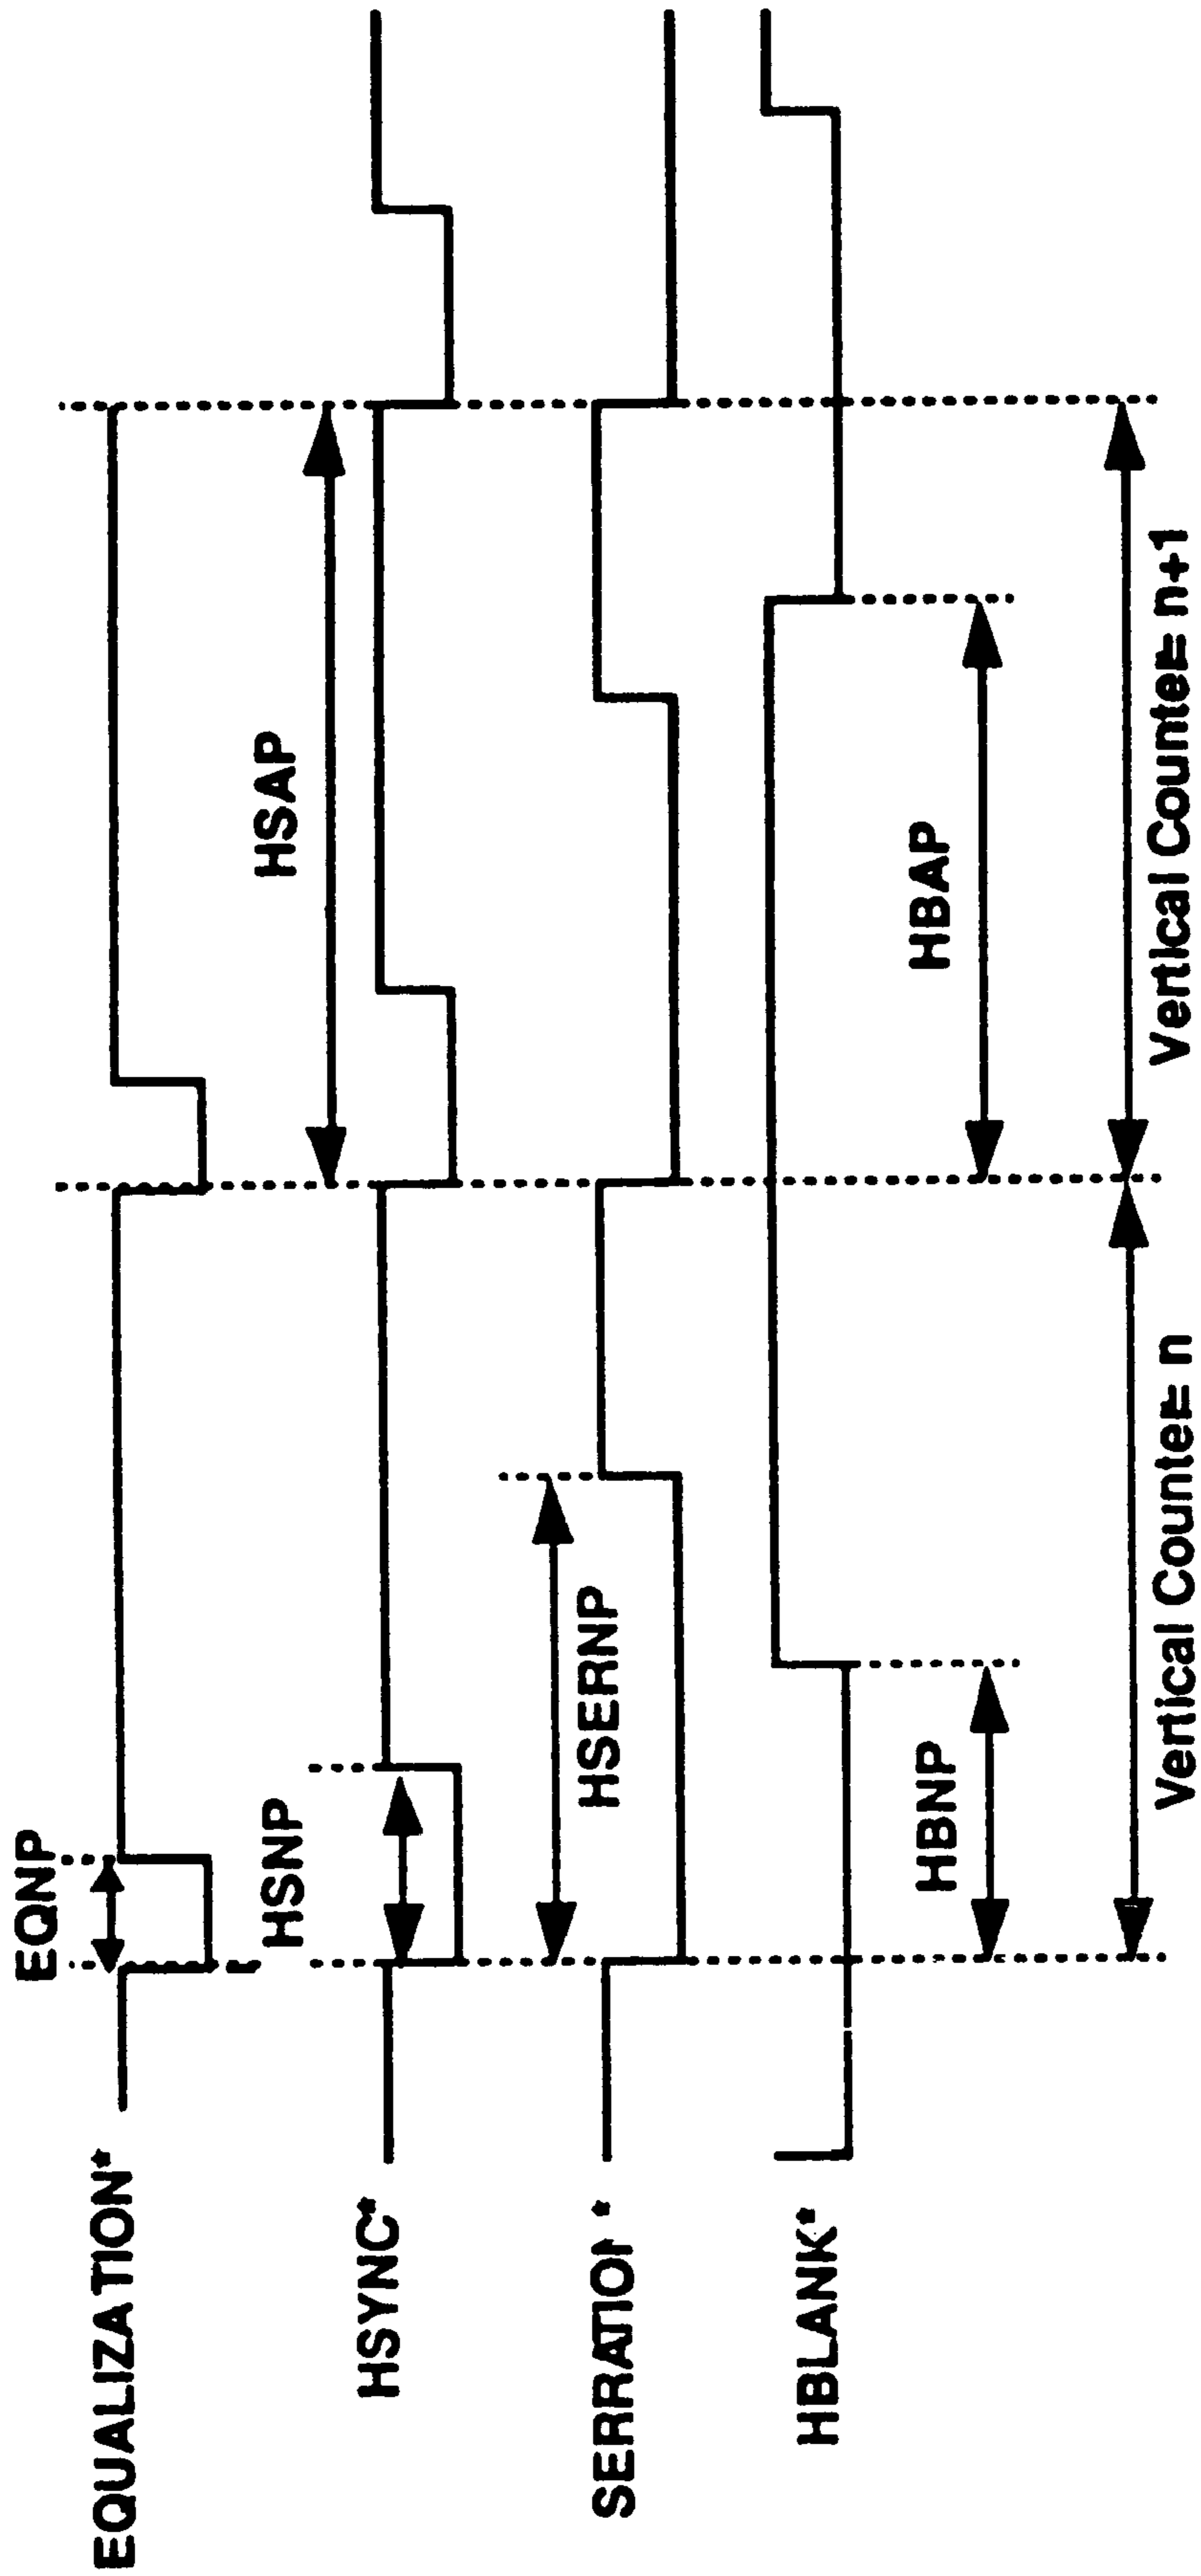 EQUALIZATION*
EQNP
HSAP
HSYNC*
HSNP
SERRATION *
HSERNP
HBLANK*
HBAP
HBNP
Vertical Counter= n
Vertical Counter= n+1